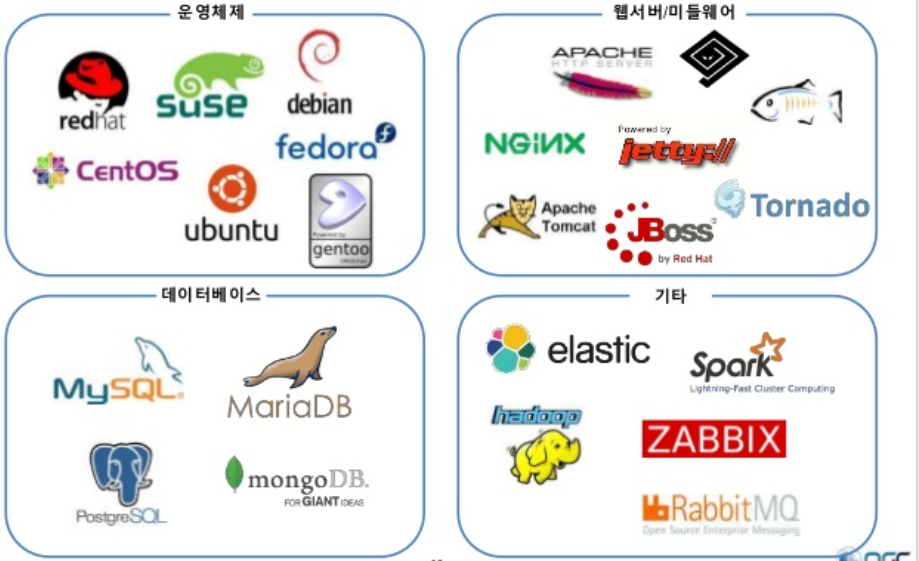 운영체제
redhat
SUSE
debian
CentOS
fedora
ubuntu
Powered by
gentoo
웹서버/미들웨어
APACHE
HTTP SERVER
NGINX
Powered by
jetty://
Apache
Tomcat
JBoss
by Red Hat
Tornado
데이터베이스
MySQL
MariaDB
PostgreSQL
mongoDB.
FOR GIANT IDEAS
기타
elastic
Spark
Lightning-Fast Cluster Computing
hadoop
ZABBIX
RabbitMQ
Open Source Enterprise Messaging